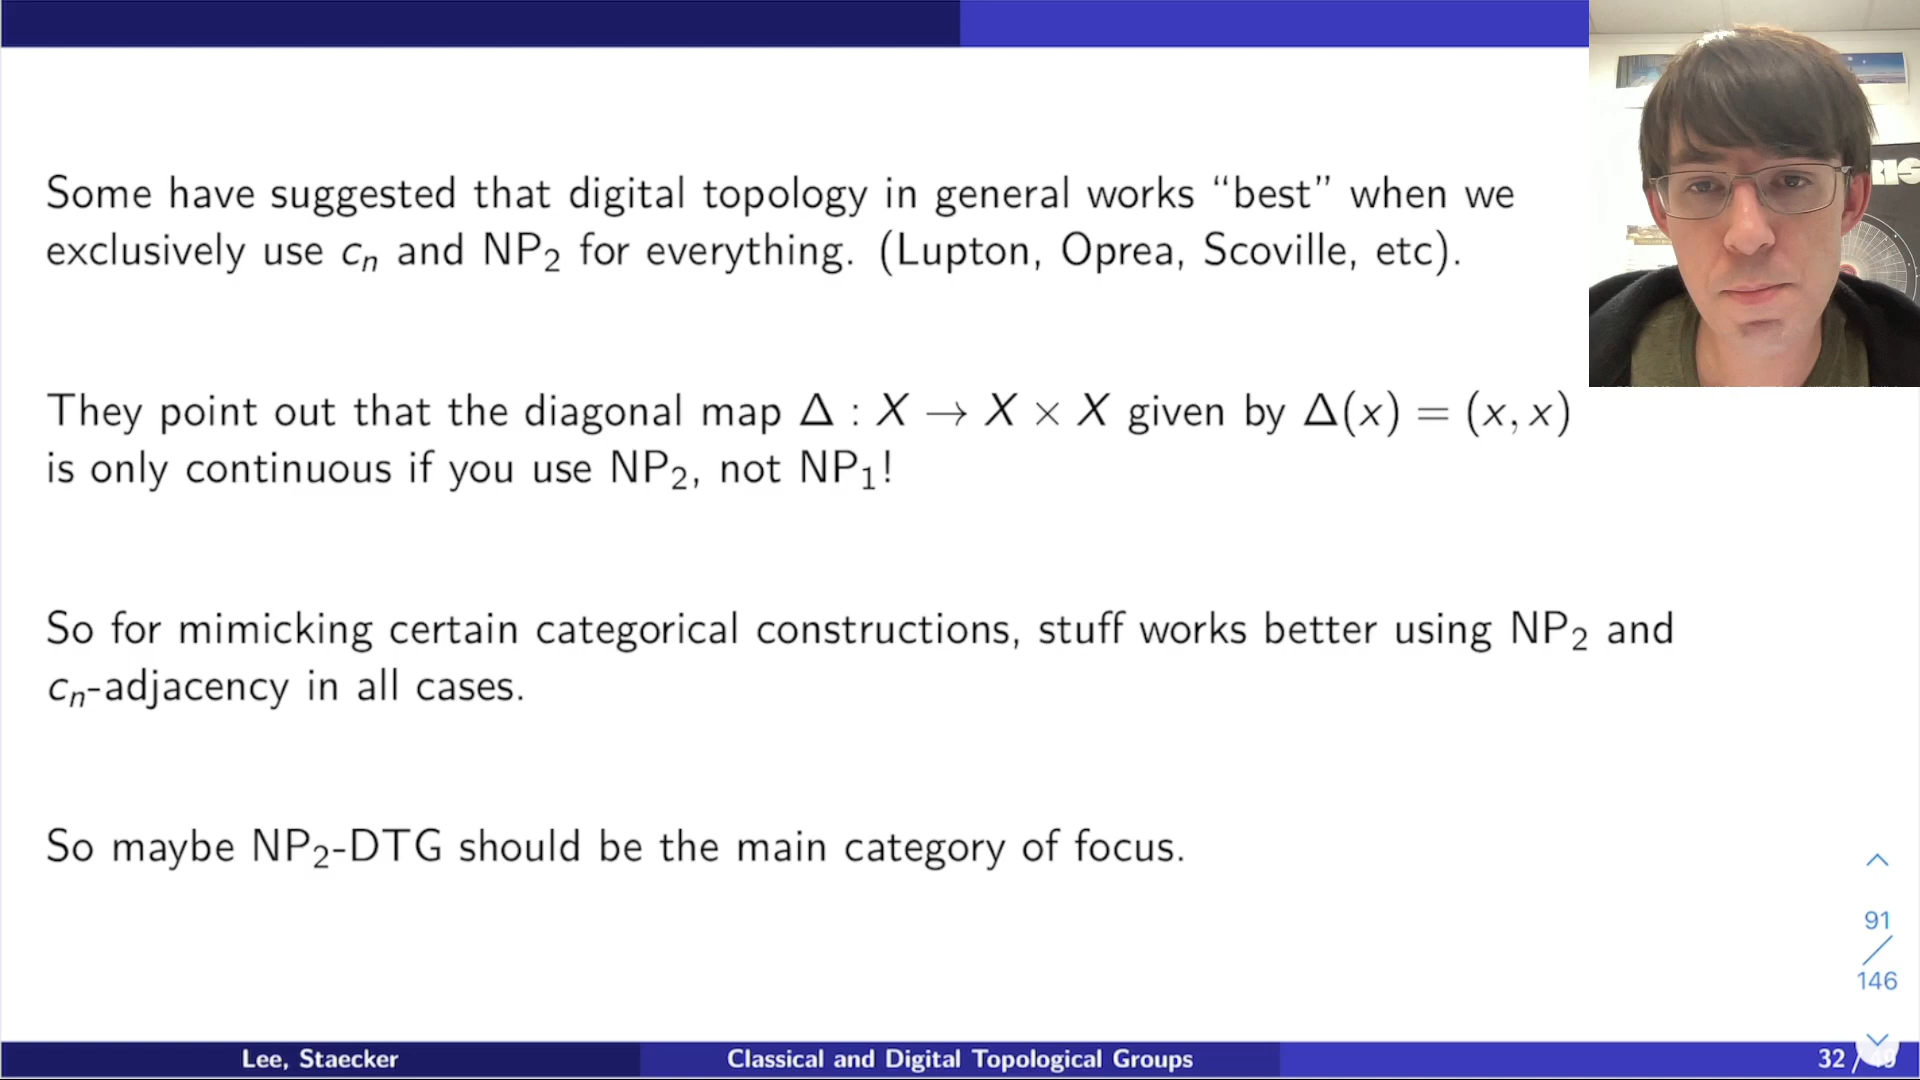 Some have suggested that digital topology in general works “best” when we
exclusively use cₙ and NP₂ for everything. (Lupton, Oprea, Scoville, etc).
They point out that the diagonal map Δ : X → X × X given by Δ(x) = (x, x)
is only continuous if you use NP₂, not NP₁!
So for mimicking certain categorical constructions, stuff works better using NP₂ and
cₙ-adjacency in all cases.
So maybe NP₂-DTG should be the main category of focus.
91
/
146
Lee, Staecker
Classical and Digital Topological Groups
32 /